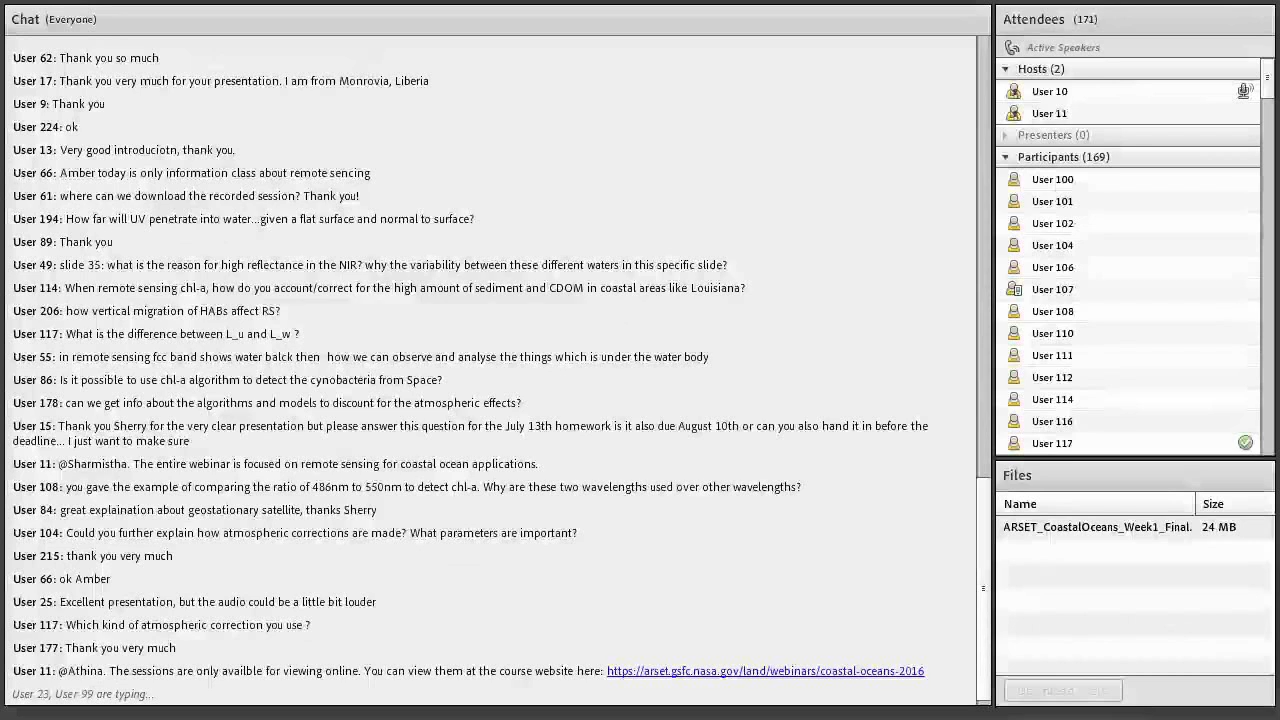 Chat (Everyone)
User 62: Thank you so much
User 17: Thank you very much for your presentation. I am from Monrovia, Liberia
User 9: Thank you
User 224: ok
User 13: Very good introduciotn, thank you.
User 66: Amber today is only information class about remote sencing
User 61: where can we download the recorded session? Thank you!
User 194: How far will UV penetrate into water...given a flat surface and normal to surface?
User 89: Thank you
User 49: slide 35: what is the reason for high reflectance in the NIR? why the variability between these different waters in this specific slide?
User 114: When remote sensing chl-a, how do you account/correct for the high amount of sediment and CDOM in coastal areas like Louisiana?
User 206: how vertical migration of HABs affect RS?
User 117: What is the difference between L_u and L_w ?
User 55: in remote sensing fcc band shows water balck then  how we can observe and analyse the things which is under the water body
User 86: Is it possible to use chl-a algorithm to detect the cynobacteria from Space?
User 178: can we get info about the algorithms and models to discount for the atmospheric effects?
User 15: Thank you Sherry for the very clear presentation but please answer this question for the July 13th homework is it also due August 10th or can you also hand it in before the
deadline... I just want to make sure
User 11: @Sharmistha. The entire webinar is focused on remote sensing for coastal ocean applications.
User 108: you gave the example of comparing the ratio of 486nm to 550nm to detect chl-a. Why are these two wavelengths used over other wavelengths?
User 84: great explaination about geostationary satellite, thanks Sherry
User 104: Could you further explain how atmospheric corrections are made? What parameters are important?
User 215: thank you very much
User 66: ok Amber
User 25: Excellent presentation, but the audio could be a little bit louder
User 117: Which kind of atmospheric correction you use ?
User 177: Thank you very much
User 11: @Athina. The sessions are only availble for viewing online. You can view them at the course website here: https://arset.gsfc.nasa.gov/land/webinars/coastal-oceans-2016
User 23, User 99 are typing...
Attendees (171)
Active Speakers
Hosts (2)
User 10
User 11
Presenters (0)
Participants (169)
User 100
User 101
User 102
User 104
User 106
User 107
User 108
User 110
User 111
User 112
User 114
User 116
User 117
Files
Name Size
ARSET_CoastalOceans_Week1_Final. 24 MB